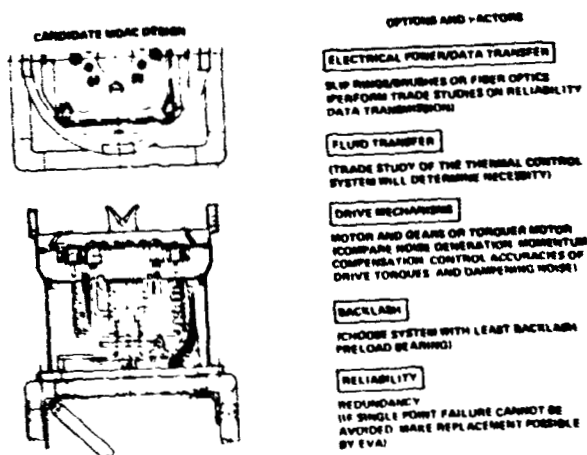 CANDIDATE MDAC DESIGN
OPTIONS AND FACTORS
ELECTRICAL POWER/DATA TRANSFER
SLIP RINGS/BRUSHES OR FIBER OPTICS
(PERFORM TRADE STUDIES ON RELIABILITY
DATA TRANSMISSION)
FLUID TRANSFER
(TRADE STUDY OF THE THERMAL CONTROL
SYSTEM WILL DETERMINE NECESSITY)
DRIVE MECHANISMS
MOTOR AND GEARS OR TORQUER MOTOR
(COMPARE NOISE GENERATION MOMENTUM
COMPENSATION CONTROL ACCURACIES OF
DRIVE TORQUES AND DAMPENING NOISE)
BACKLASH
(CHOOSE SYSTEM WITH LEAST BACKLASH
PRELOAD BEARING)
RELIABILITY
REDUNDANCY
(IF SINGLE POINT FAILURE CANNOT BE
AVOIDED MAKE REPLACEMENT POSSIBLE
BY EVA)